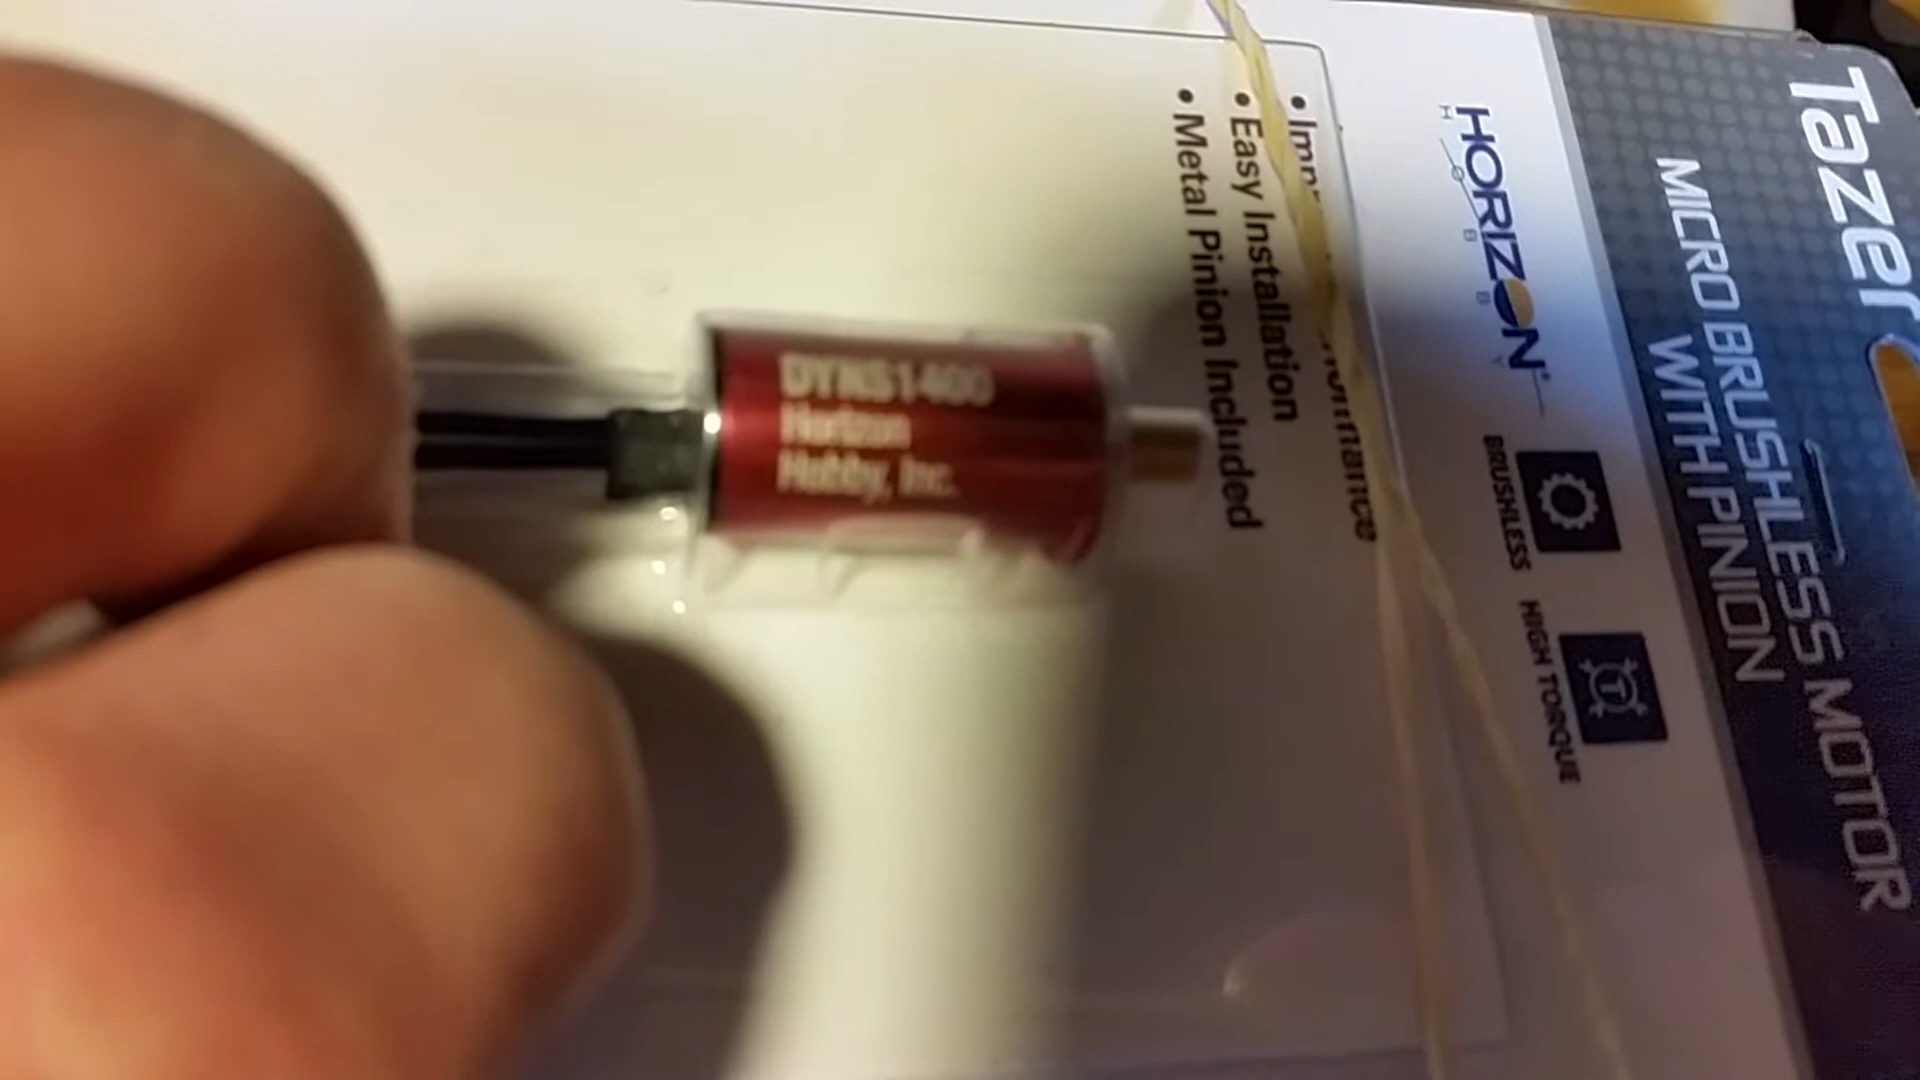 Tazer
MICRO BRUSHLESS MOTOR
WITH PINION
HORIZON
HOBBY
BRUSHLESS
HIGH TORQUE
• Easy Installation
• Metal Pinion Included
DYNS1400
Horizon
Hobby, Inc.